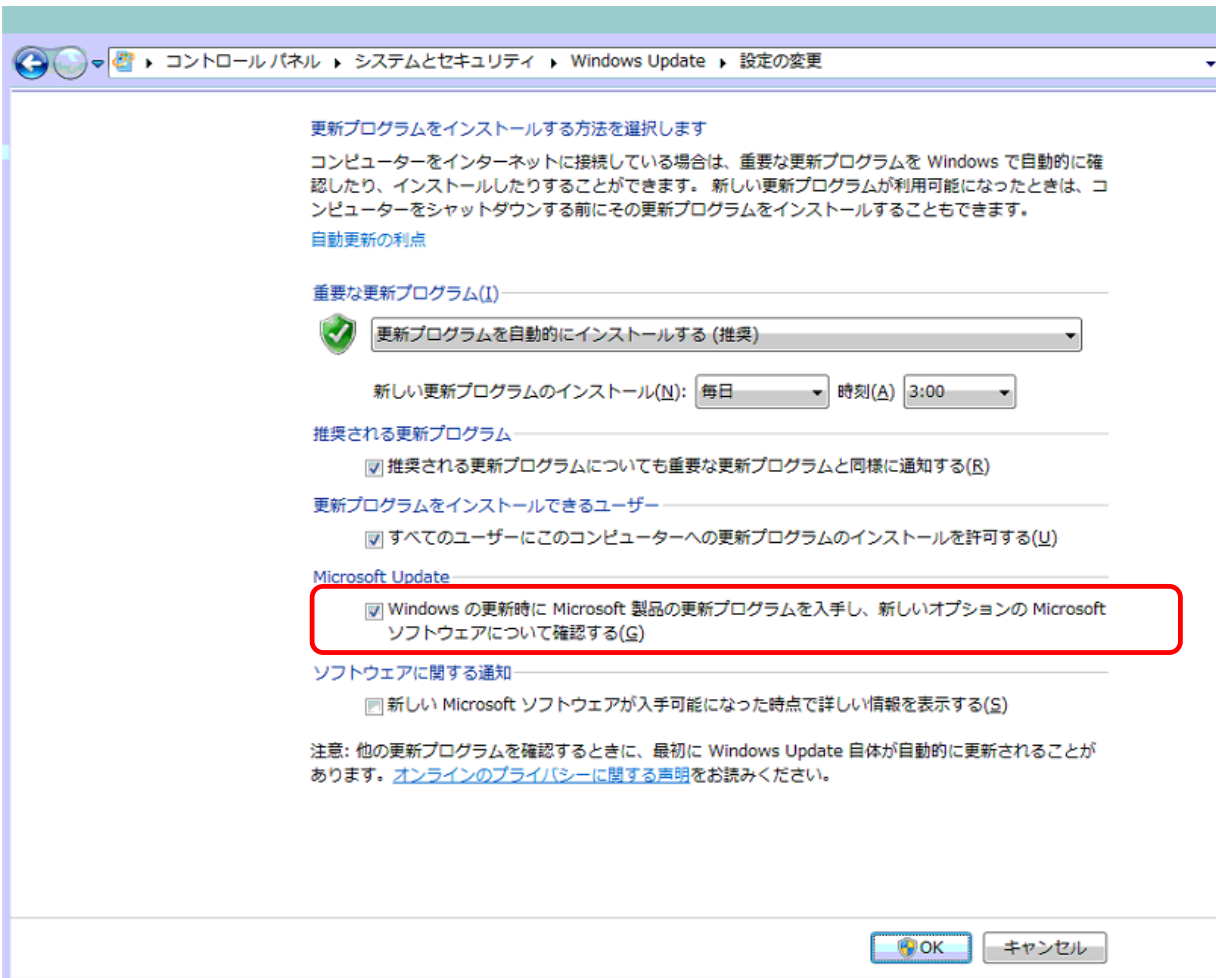 コントロール パネル ▸ システムとセキュリティ ▸ Windows Update ▸ 設定の変更
更新プログラムをインストールする方法を選択します
コンピューターをインターネットに接続している場合は、重要な更新プログラムを Windows で自動的に確
認したり、インストールしたりすることができます。 新しい更新プログラムが利用可能になったときは、コ
ンピューターをシャットダウンする前にその更新プログラムをインストールすることもできます。
自動更新の利点
重要な更新プログラム(I)
更新プログラムを自動的にインストールする (推奨)
新しい更新プログラムのインストール(N): 毎日 時刻(A) 3:00
推奨される更新プログラム
推奨される更新プログラムについても重要な更新プログラムと同様に通知する(R)
更新プログラムをインストールできるユーザー
すべてのユーザーにこのコンピューターへの更新プログラムのインストールを許可する(U)
Microsoft Update
Windows の更新時に Microsoft 製品の更新プログラムを入手し、新しいオプションの Microsoft
ソフトウェアについて確認する(G)
ソフトウェアに関する通知
新しい Microsoft ソフトウェアが入手可能になった時点で詳しい情報を表示する(S)
注意: 他の更新プログラムを確認するときに、最初に Windows Update 自体が自動的に更新されることが
あります。オンラインのプライバシーに関する声明をお読みください。
OK キャンセル